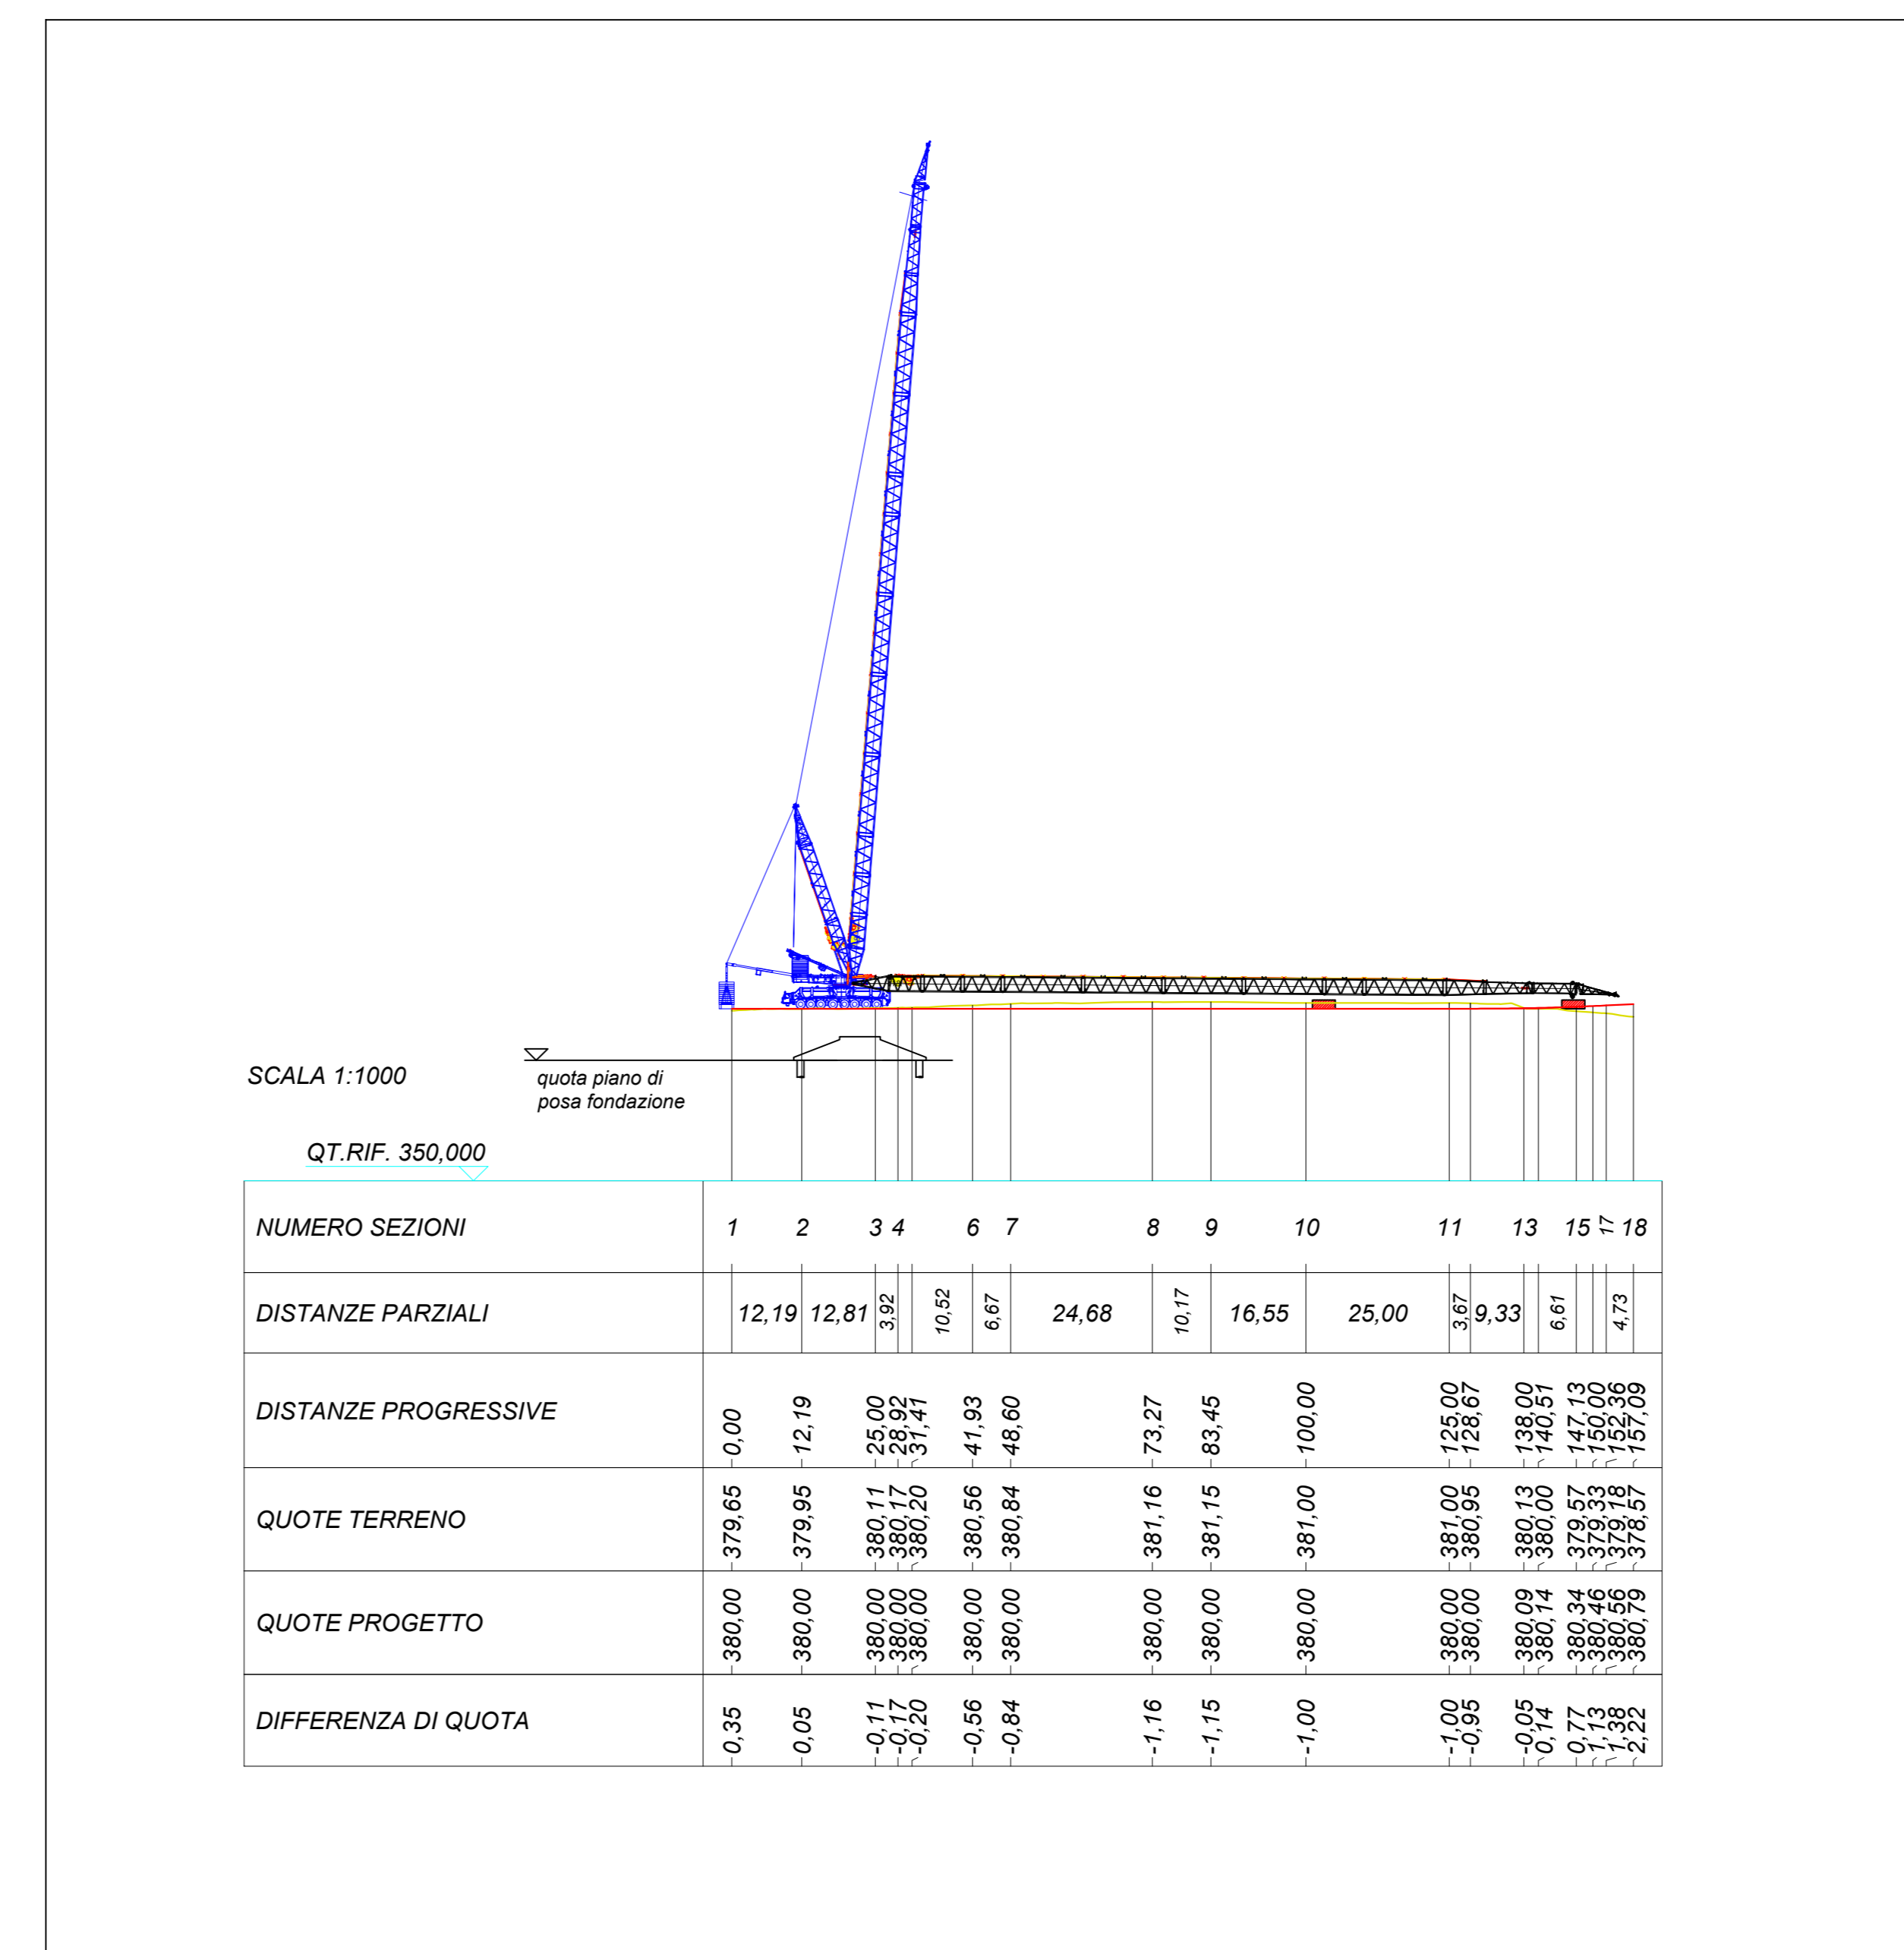 SCALA 1:1000
quota piano di
posa fondazione
QT.RIF. 350,000
NUMERO SEZIONI 1 2 3 4 6 7 8 9 10 11 13 15 17 18
DISTANZE PARZIALI 12,19 12,81 3,92 10,52 6,67 24,68 10,17 16,55 25,00 3,67 9,33 6,61 4,73
DISTANZE PROGRESSIVE 0,00 12,19 25,00 28,92 31,41 41,93 48,60 73,27 83,45 100,00 125,00 128,67 138,00 140,51 147,13 150,00 152,36 157,09
QUOTE TERRENO 379,65 379,95 380,11 380,17 380,20 380,56 380,84 381,16 381,15 381,00 381,00 380,95 380,13 380,00 379,57 379,33 379,18 378,57
QUOTE PROGETTO 380,00 380,00 380,00 380,00 380,00 380,00 380,00 380,00 380,00 380,00 380,00 380,00 380,09 380,14 380,34 380,46 380,56 380,79
DIFFERENZA DI QUOTA 0,35 0,05 -0,11 -0,17 -0,20 -0,56 -0,84 -1,16 -1,15 -1,00 -1,00 -0,95 -0,05 0,14 0,77 1,13 1,38 2,22